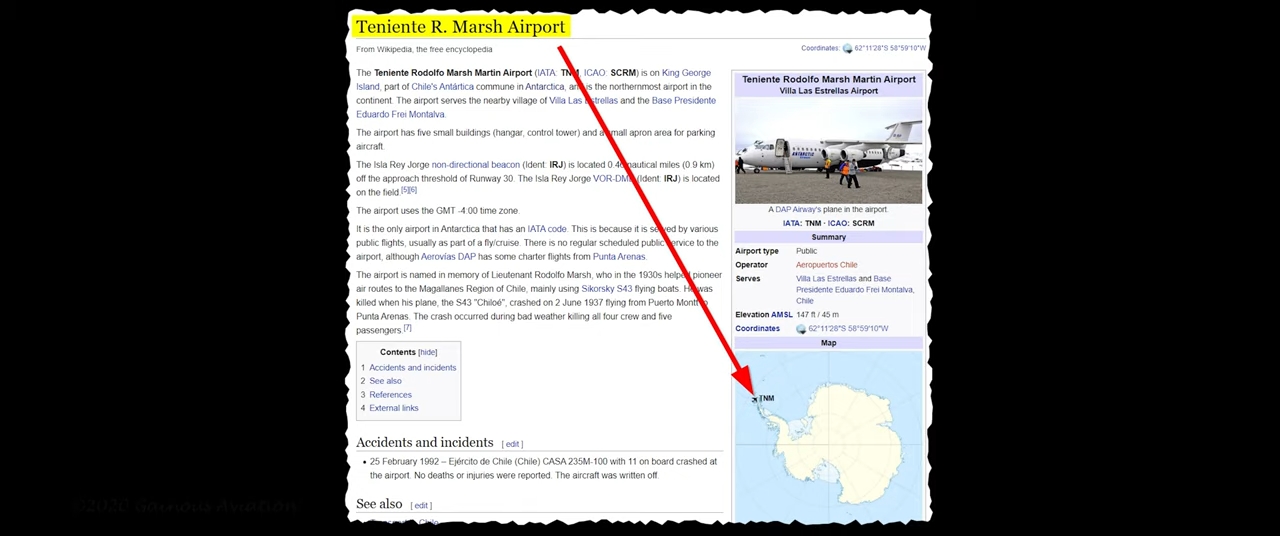 Teniente R. Marsh Airport
From Wikipedia, the free encyclopedia
Coordinates: 62°11′28″S 58°59′10″W
The Teniente Rodolfo Marsh Martin Airport (IATA: TNM, ICAO: SCRM) is on King George
Island, part of Chile's Antártica commune in Antarctica, and is the northernmost airport in the
continent. The airport serves the nearby village of Villa Las Estrellas and the Base Presidente
Eduardo Frei Montalva.
The airport has five small buildings (hangar, control tower) and a small apron area for parking
aircraft.
The Isla Rey Jorge non-directional beacon (Ident: IRJ) is located 0.46 nautical miles (0.9 km)
off the approach threshold of Runway 30. The Isla Rey Jorge VOR-DME (Ident: IRJ) is located
on the field.[5][6]
The airport uses the GMT -4:00 time zone.
It is the only airport in Antarctica that has an IATA code. This is because it is served by various
public flights, usually as part of a fly/cruise. There is no regular scheduled public service to the
airport, although Aerovías DAP has some charter flights from Punta Arenas.
The airport is named in memory of Lieutenant Rodolfo Marsh, who in the 1930s helped pioneer
air routes to the Magallanes Region of Chile, mainly using Sikorsky S43 flying boats. He was
killed when his plane, the S43 "Chiloé", crashed on 2 June 1937 flying from Puerto Montt to
Punta Arenas. The crash occurred during bad weather killing all four crew and five
passengers.[7]
Contents [hide]
1 Accidents and incidents
2 See also
3 References
4 External links
Accidents and incidents [ edit ]
• 25 February 1992 – Ejército de Chile (Chile) CASA 235M-100 with 11 on board crashed at
the airport. No deaths or injuries were reported. The aircraft was written off.
See also [ edit ]
Teniente Rodolfo Marsh Martin Airport
Villa Las Estrellas Airport
ANTARCTIC
A DAP Airway's plane in the airport.
IATA: TNM · ICAO: SCRM
Summary
Airport type Public
Operator Aeropuertos Chile
Serves Villa Las Estrellas and Base
Presidente Eduardo Frei Montalva,
Chile
Elevation AMSL 147 ft / 45 m
Coordinates 62°11′28″S 58°59′10″W
Map
TNM
©2020 Aviation